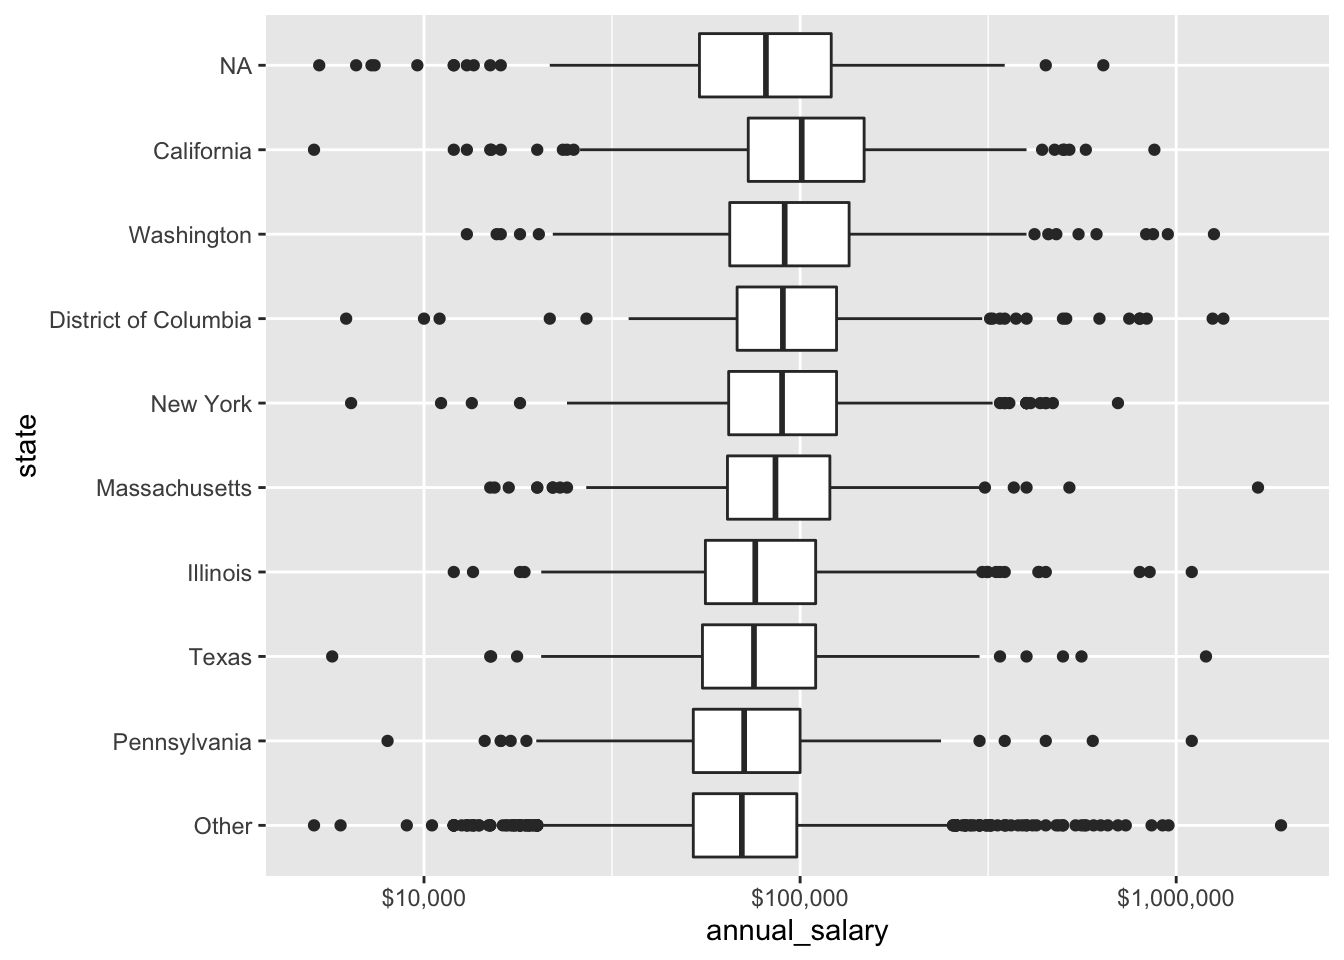 NA
California
Washington
District of Columbia
New York
Massachusetts
Illinois
Texas
Pennsylvania
Other
state
$10,000 $100,000 $1,000,000
annual_salary